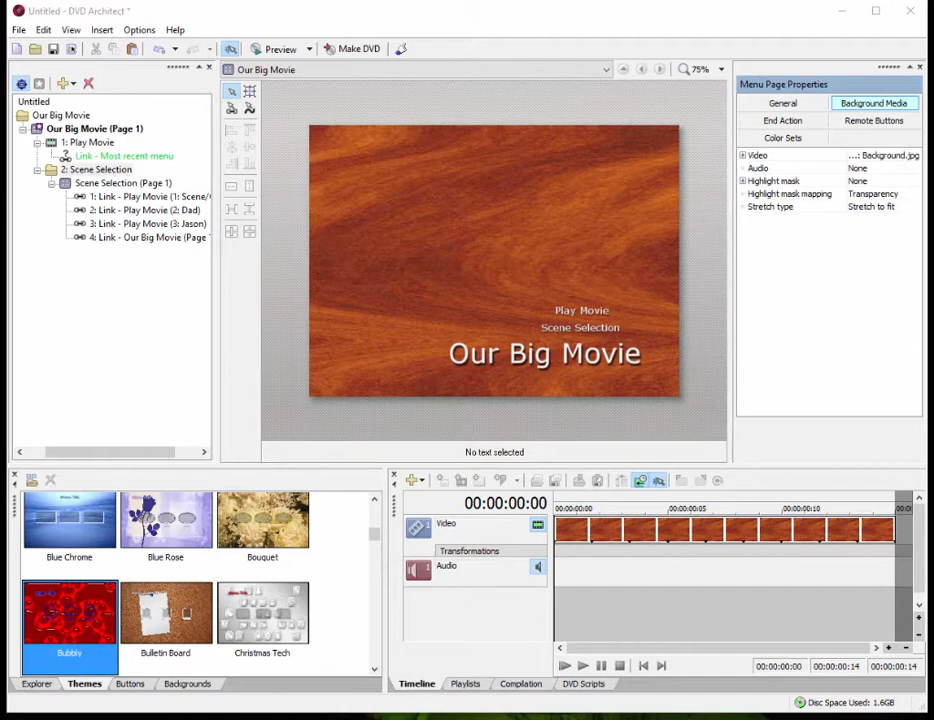 Untitled - DVD Architect *
File Edit View Insert Options Help
Preview Make DVD
Our Big Movie
75%
Untitled
Our Big Movie
Our Big Movie (Page 1)
1: Play Movie
Link - Most recent menu
2: Scene Selection
Scene Selection (Page 1)
1: Link - Play Movie (1: Scene/
2: Link - Play Movie (2: Dad)
3: Link - Play Movie (3: Jason)
4: Link - Our Big Movie (Page
Play Movie
Scene Selection
Our Big Movie
No text selected
Menu Page Properties
General Background Media
End Action Remote Buttons
Color Sets
Video ...: Background.jpg
Audio None
Highlight mask None
Highlight mask mapping Transparency
Stretch type Stretch to fit
Blue Chrome Blue Rose Bouquet
Bubbly Bulletin Board Christmas Tech
Explorer Themes Buttons Backgrounds
00:00:00:00
00:00:00:00 00:00:00:05 00:00:00:10 00:0
1 Video
Transformations
1 Audio
00:00:00:00 00:00:00:14 00:00:00:14
Timeline Playlists Compilation DVD Scripts
Disc Space Used: 1.6GB